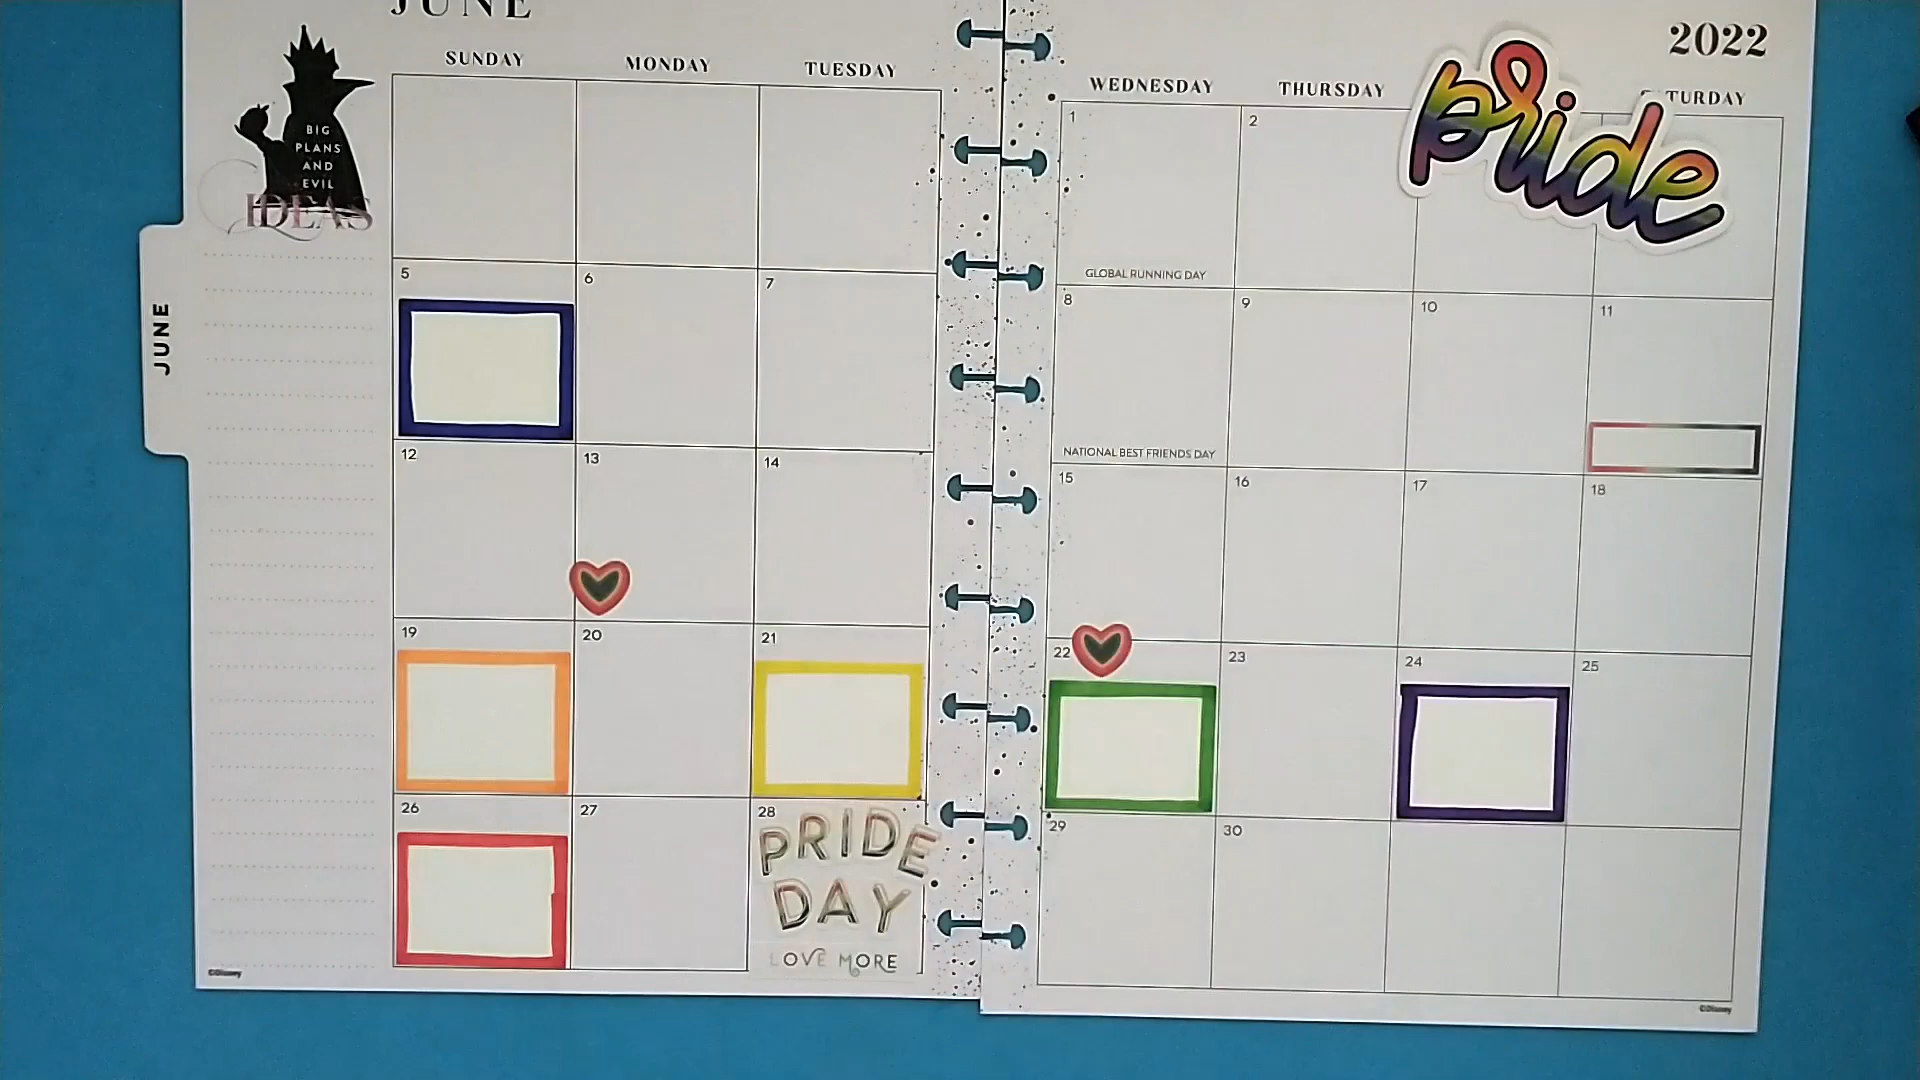 JUNE
2022
SUNDAY MONDAY TUESDAY WEDNESDAY THURSDAY TURDAY
pride
BIG
PLANS
AND
EVIL
IDEAS
JUNE
1 2
GLOBAL RUNNING DAY
5 6 7 8 9 10 11
NATIONAL BEST FRIENDS DAY
12 13 14 15 16 17 18
19 20 21 22 23 24 25
26 27 28 29 30
PRIDE
DAY
LOVE MORE
©Disney
©Disney